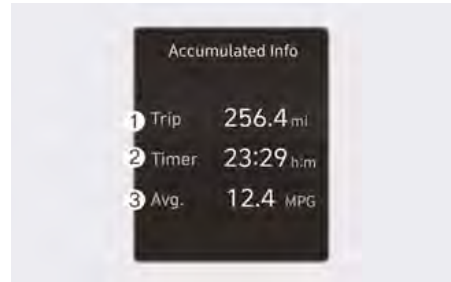 Accumulated Info
1 Trip 256.4 mi
2 Timer 23:29 h:m
3 Avg. 12.4 MPG